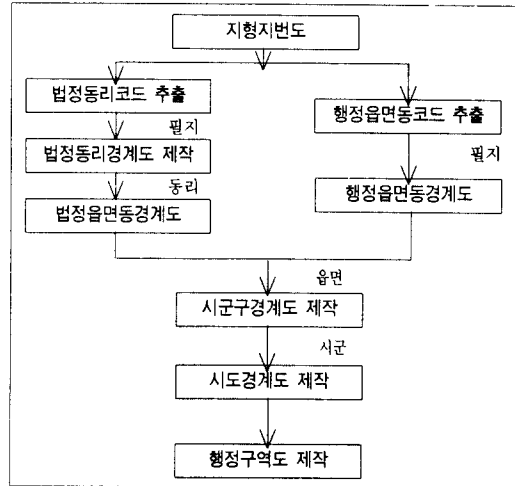 지형지번도
법정동리코드 추출
행정읍면동코드 추출
필지
필지
법정동리경계도 제작
동리
법정읍면동경계도
행정읍면동경계도
읍면
시군구경계도 제작
시군
시도경계도 제작
행정구역도 제작